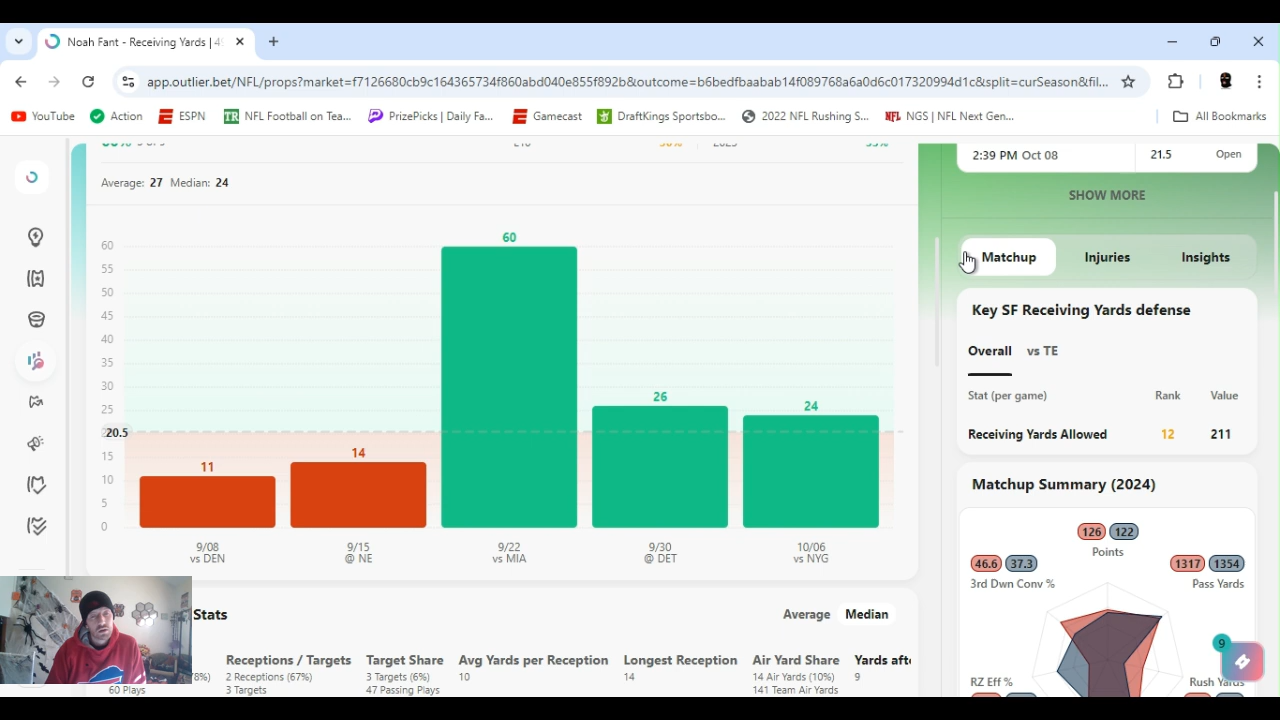 Noah Fant - Receiving Yards | 4
app.outlier.bet/NFL/props?market=f7126680cb9c164365734f860abd040e855f892b&outcome=b6bedfbaabab14f089768a6a0d6c017320994d1c&split=curSeason&fil...
YouTube Action ESPN NFL Football on Tea... PrizePicks | Daily Fa... Gamecast DraftKings Sportsbo... 2022 NFL Rushing S... NGS | NFL Next Gen... All Bookmarks
2:39 PM Oct 08 21.5 Open
Average: 27 Median: 24
SHOW MORE
Matchup Injuries Insights
60
60
55
50
45
40
35
30
25
20.5
15
10
5
0
11
14
26
24
9/08
vs DEN
9/15
@ NE
9/22
vs MIA
9/30
@ DET
10/06
vs NYG
Key SF Receiving Yards defense
Overall vs TE
Stat (per game) Rank Value
Receiving Yards Allowed 12 211
Matchup Summary (2024)
126 122
Points
46.6 37.3
3rd Dwn Conv %
1317 1354
Pass Yards
RZ Eff %
Rush Yards
9
Stats
Average Median
Receptions / Targets Target Share Avg Yards per Reception Longest Reception Air Yard Share Yards afte
2 Receptions (67%) 3 Targets (6%) 10 14 14 Air Yards (10%) 9
60 Plays 3 Targets 47 Passing Plays 141 Team Air Yards